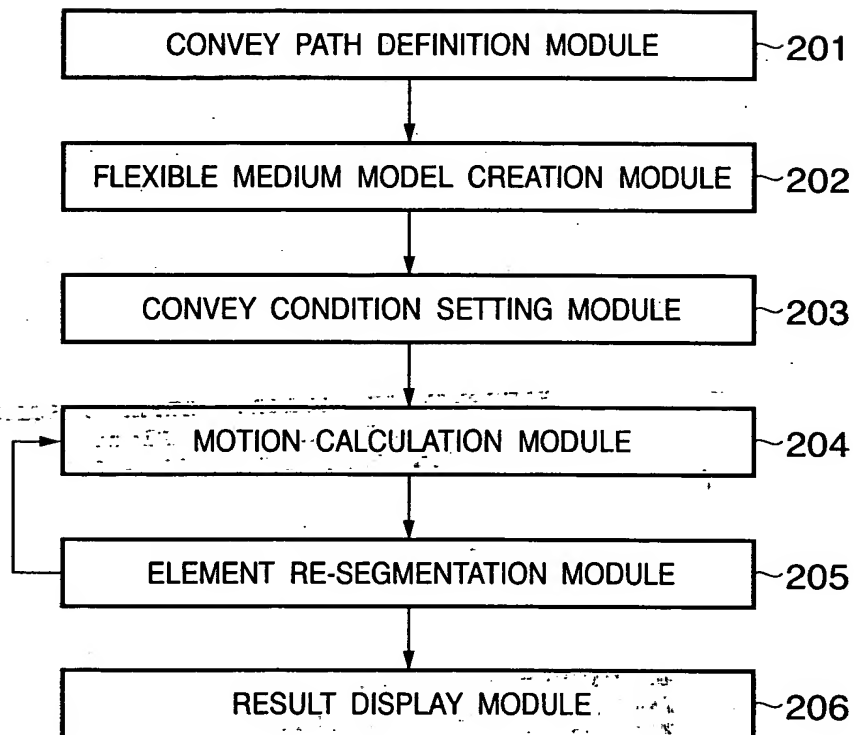 CONVEY PATH DEFINITION MODULE ~201
FLEXIBLE MEDIUM MODEL CREATION MODULE ~202
CONVEY CONDITION SETTING MODULE ~203
MOTION CALCULATION MODULE ~204
ELEMENT RE-SEGMENTATION MODULE ~205
RESULT DISPLAY MODULE ~206